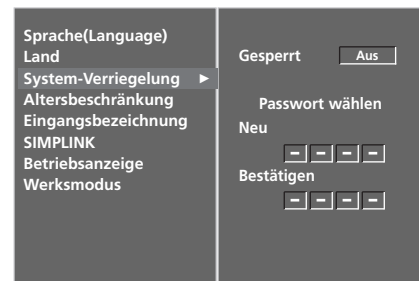 Sprache(Language)
Land
System-Verriegelung ►
Altersbeschränkung
Eingangsbezeichnung
SIMPLINK
Betriebsanzeige
Werksmodus
Gesperrt Aus
Passwort wählen
Neu
– – – –
Bestätigen
– – – –